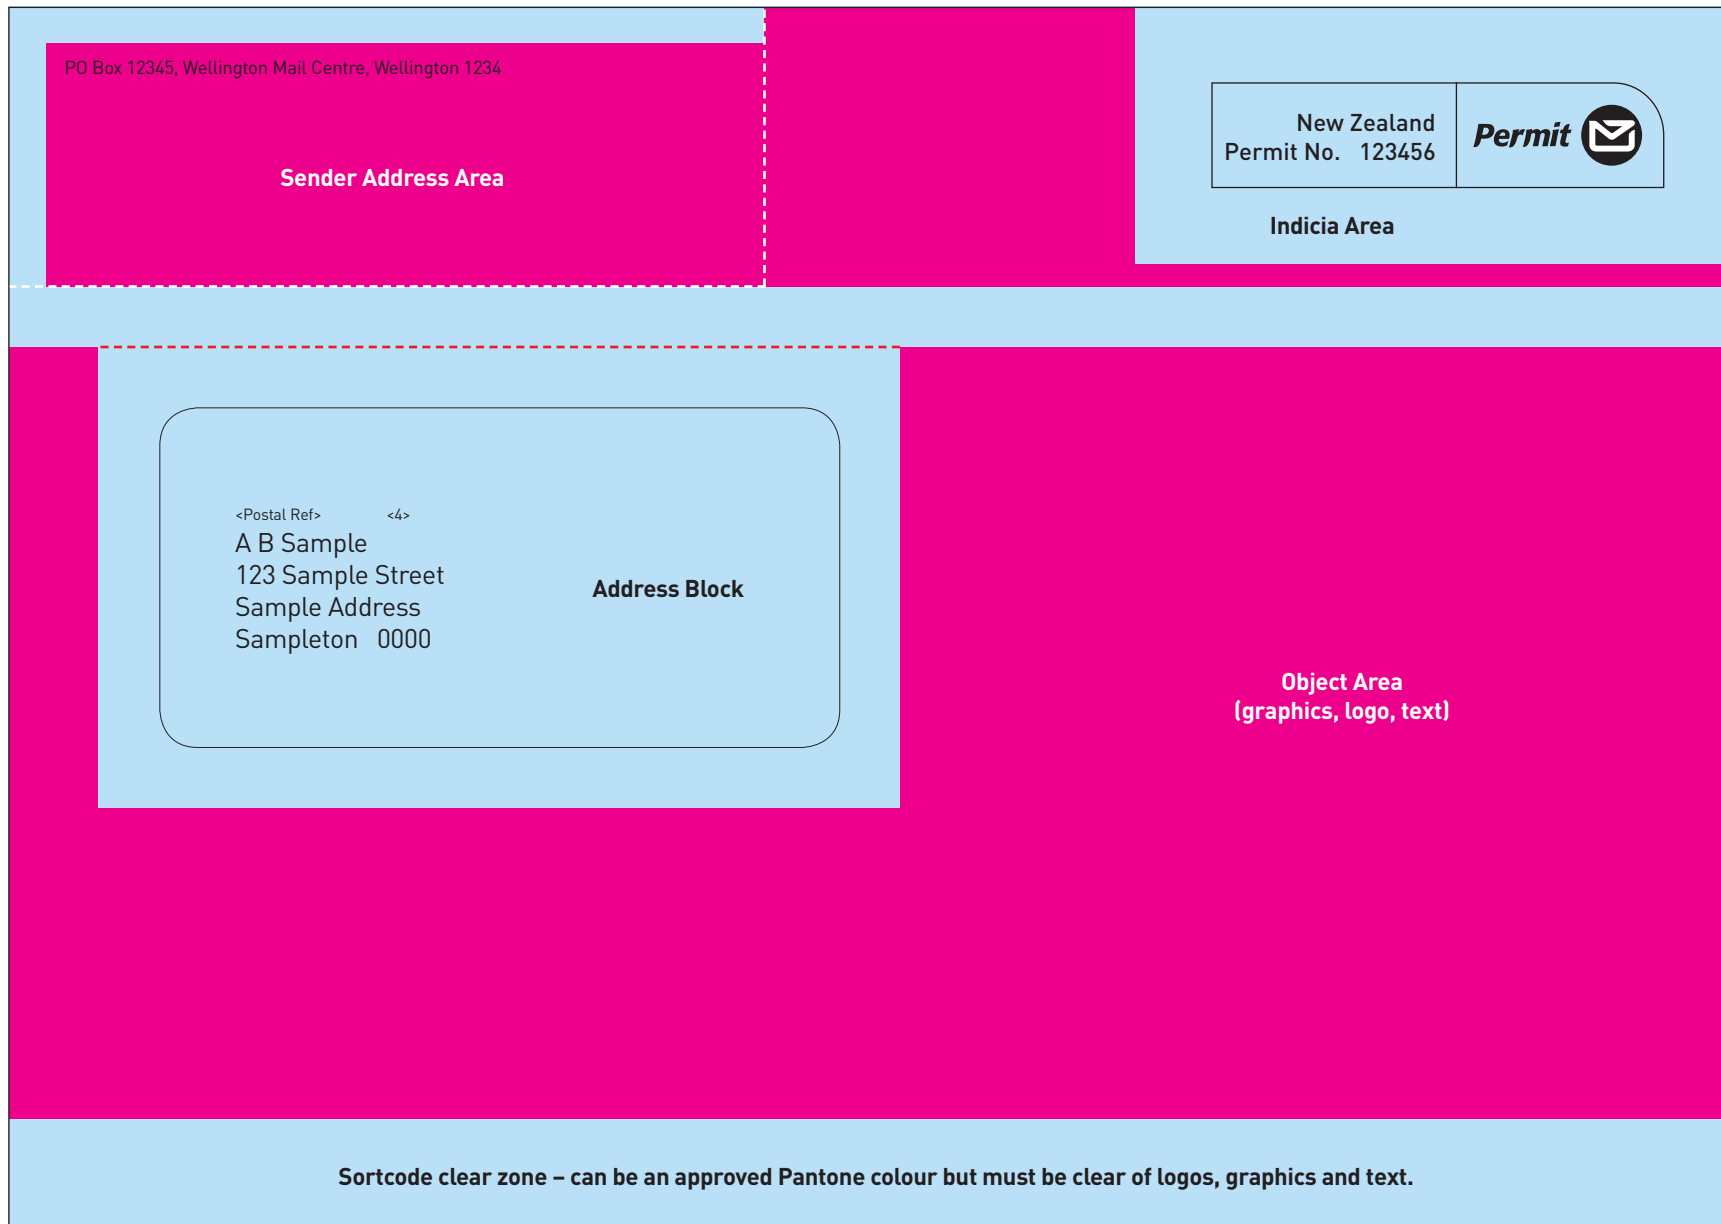 PO Box 12345, Wellington Mail Centre, Wellington 1234
Sender Address Area
New Zealand
Permit No. 123456
Permit
Indicia Area
<Postal Ref> <4>
A B Sample
123 Sample Street
Sample Address
Sampleton 0000
Address Block
Object Area
(graphics, logo, text)
Sortcode clear zone – can be an approved Pantone colour but must be clear of logos, graphics and text.